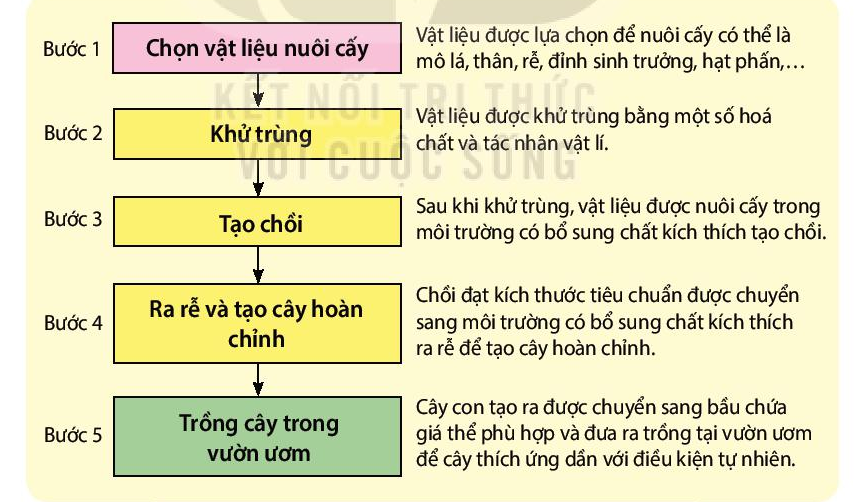 Bước 1
Chọn vật liệu nuôi cấy
Vật liệu được lựa chọn để nuôi cấy có thể là
mô lá, thân, rễ, đỉnh sinh trưởng, hạt phấn,...
KẾT NỐI TRI THỨC
Bước 2
Khử trùng
Vật liệu được khử trùng bằng một số hoá
chất và tác nhân vật lí.
VỚI CUỘC SỐNG
Bước 3
Tạo chồi
Sau khi khử trùng, vật liệu được nuôi cấy trong
môi trường có bổ sung chất kích thích tạo chồi.
Bước 4
Ra rễ và tạo cây hoàn
chỉnh
Chồi đạt kích thước tiêu chuẩn được chuyển
sang môi trường có bổ sung chất kích thích
ra rễ để tạo cây hoàn chỉnh.
Bước 5
Trồng cây trong
vườn ươm
Cây con tạo ra được chuyển sang bầu chứa
giá thể phù hợp và đưa ra trồng tại vườn ươm
để cây thích ứng dần với điều kiện tự nhiên.